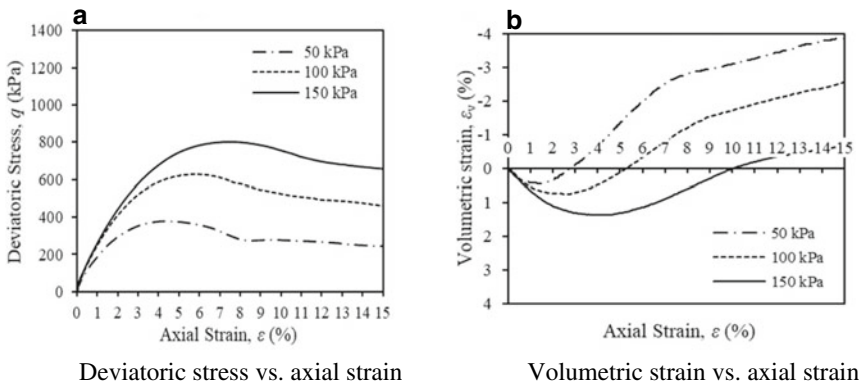 a
Deviatoric Stress, q (kPa)
1400
1200
1000
800
600
400
200
0
50 kPa
100 kPa
150 kPa
0 1 2 3 4 5 6 7 8 9 10 11 12 13 14 15
Axial Strain, ε (%)
Deviatoric stress vs. axial strain
b
Volumetric strain, εv (%)
-4
-3
-2
-1
0
1
2
3
4
0 1 2 3 4 5 6 7 8 9 10 11 12 13 14 15
50 kPa
100 kPa
150 kPa
Axial Strain, ε (%)
Volumetric strain vs. axial strain